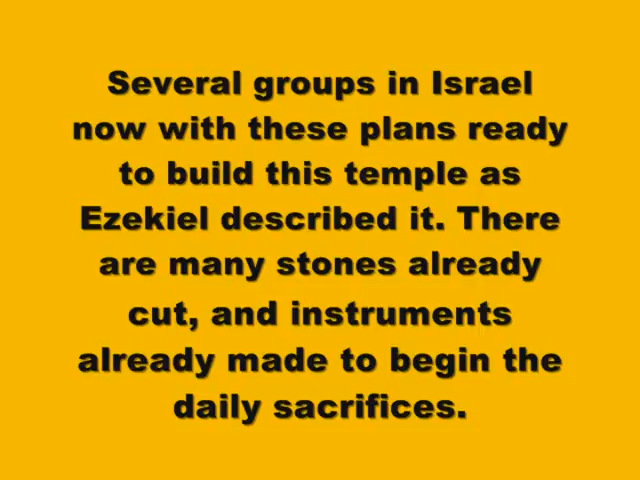 Several groups in Israel
now with these plans ready
to build this temple as
Ezekiel described it. There
are many stones already
cut, and instruments
already made to begin the
daily sacrifices.